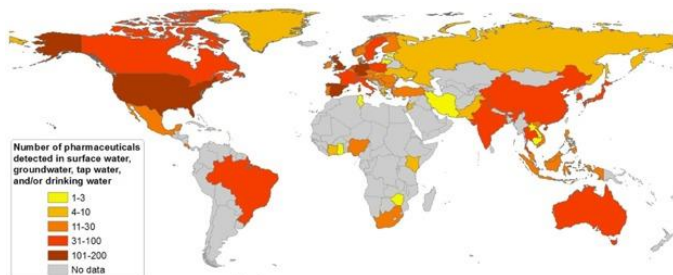 Number of pharmaceuticals
detected in surface water,
groundwater, tap water,
and/or drinking water
1-3
4-10
11-30
31-100
101-200
No data